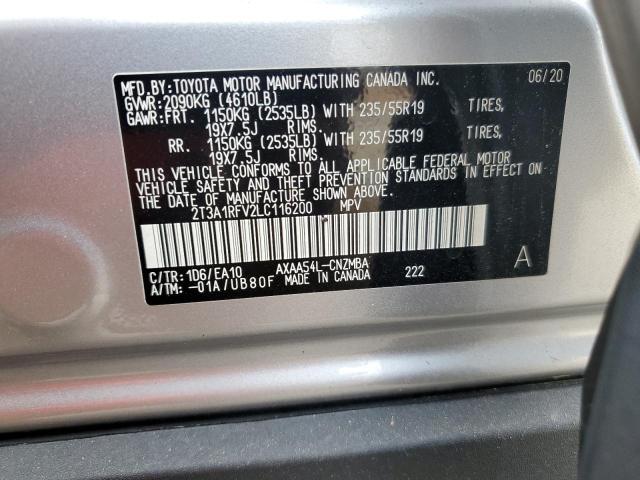 MFD.BY:TOYOTA MOTOR MANUFACTURING CANADA INC. 06/20
GVWR:2090KG (4610LB)
GAWR:FRT. 1150KG (2535LB) WITH 235/55R19 TIRES,
19X7.5J RIMS.
RR. 1150KG (2535LB) WITH 235/55R19 TIRES,
19X7.5J RIMS.
THIS VEHICLE CONFORMS TO ALL APPLICABLE FEDERAL MOTOR
VEHICLE SAFETY AND THEFT PREVENTION STANDARDS IN EFFECT ON
THE DATE OF MANUFACTURE SHOWN ABOVE.
2T3A1RFV2LC116200 MPV
C/TR:1D6/EA10 AXAA54L-CNZMBA 222 A
A/TM:-01A/UB80F MADE IN CANADA